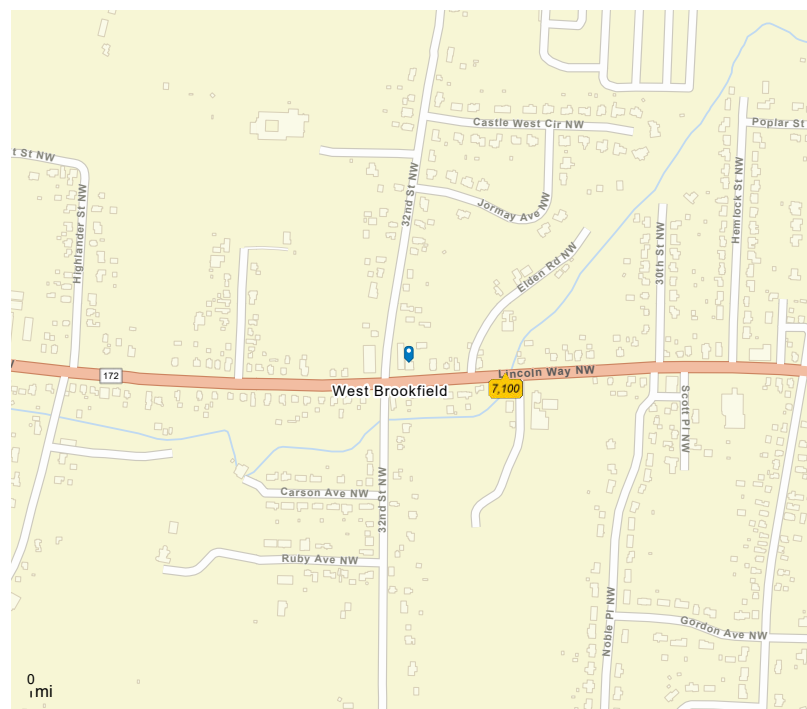 Castle West Cir NW
Poplar St
t St NW
Highlander St NW
32nd St NW
Jormay Ave NW
Hemlock St NW
30th St NW
Elden Rd NW
172
Lincoln Way NW
West Brookfield
7,100
Scott Pl NW
Carson Ave NW
32nd St NW
Ruby Ave NW
Noble Pl NW
Gordon Ave NW
0
mi